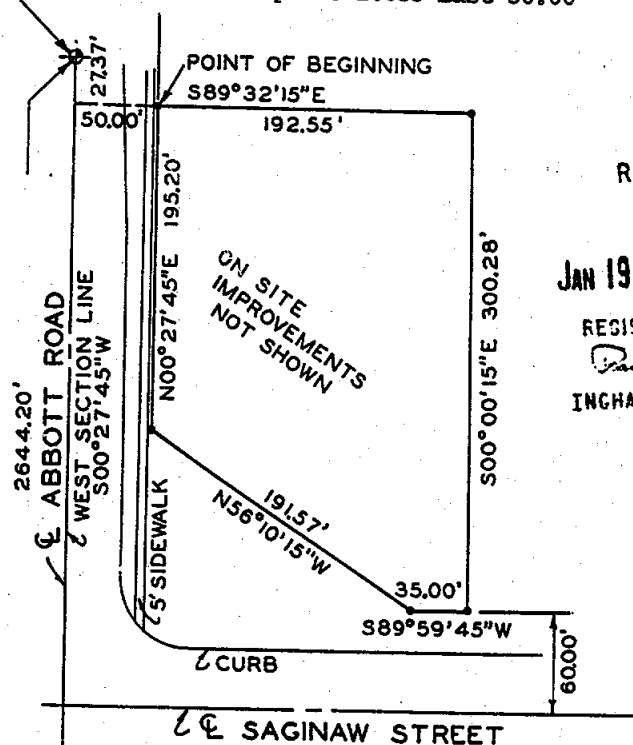 27.37'
POINT OF BEGINNING
S89°32'15"E
50.00'
192.55'
195.20'
N00°27'45"E
300.28'
S00°00'15"E
ON SITE
IMPROVEMENTS
NOT SHOWN
R
JAN 19
REGIS
INGHA
2644.20'
℄ ABBOTT ROAD
WEST SECTION LINE
S00°27'45"W
191.57'
N56°10'15"W
5' SIDEWALK
35.00'
S89°59'45"W
60.00'
CURB
℄ SAGINAW STREET